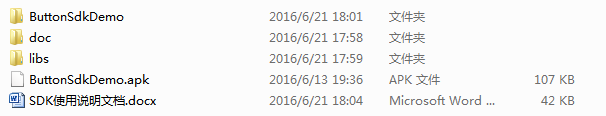 ButtonSdkDemo 2016/6/21 18:01 文件夹
doc 2016/6/21 17:58 文件夹
libs 2016/6/21 17:59 文件夹
ButtonSdkDemo.apk 2016/6/13 19:36 APK 文件 107 KB
SDK使用说明文档.docx 2016/6/21 18:04 Microsoft Word ... 42 KB